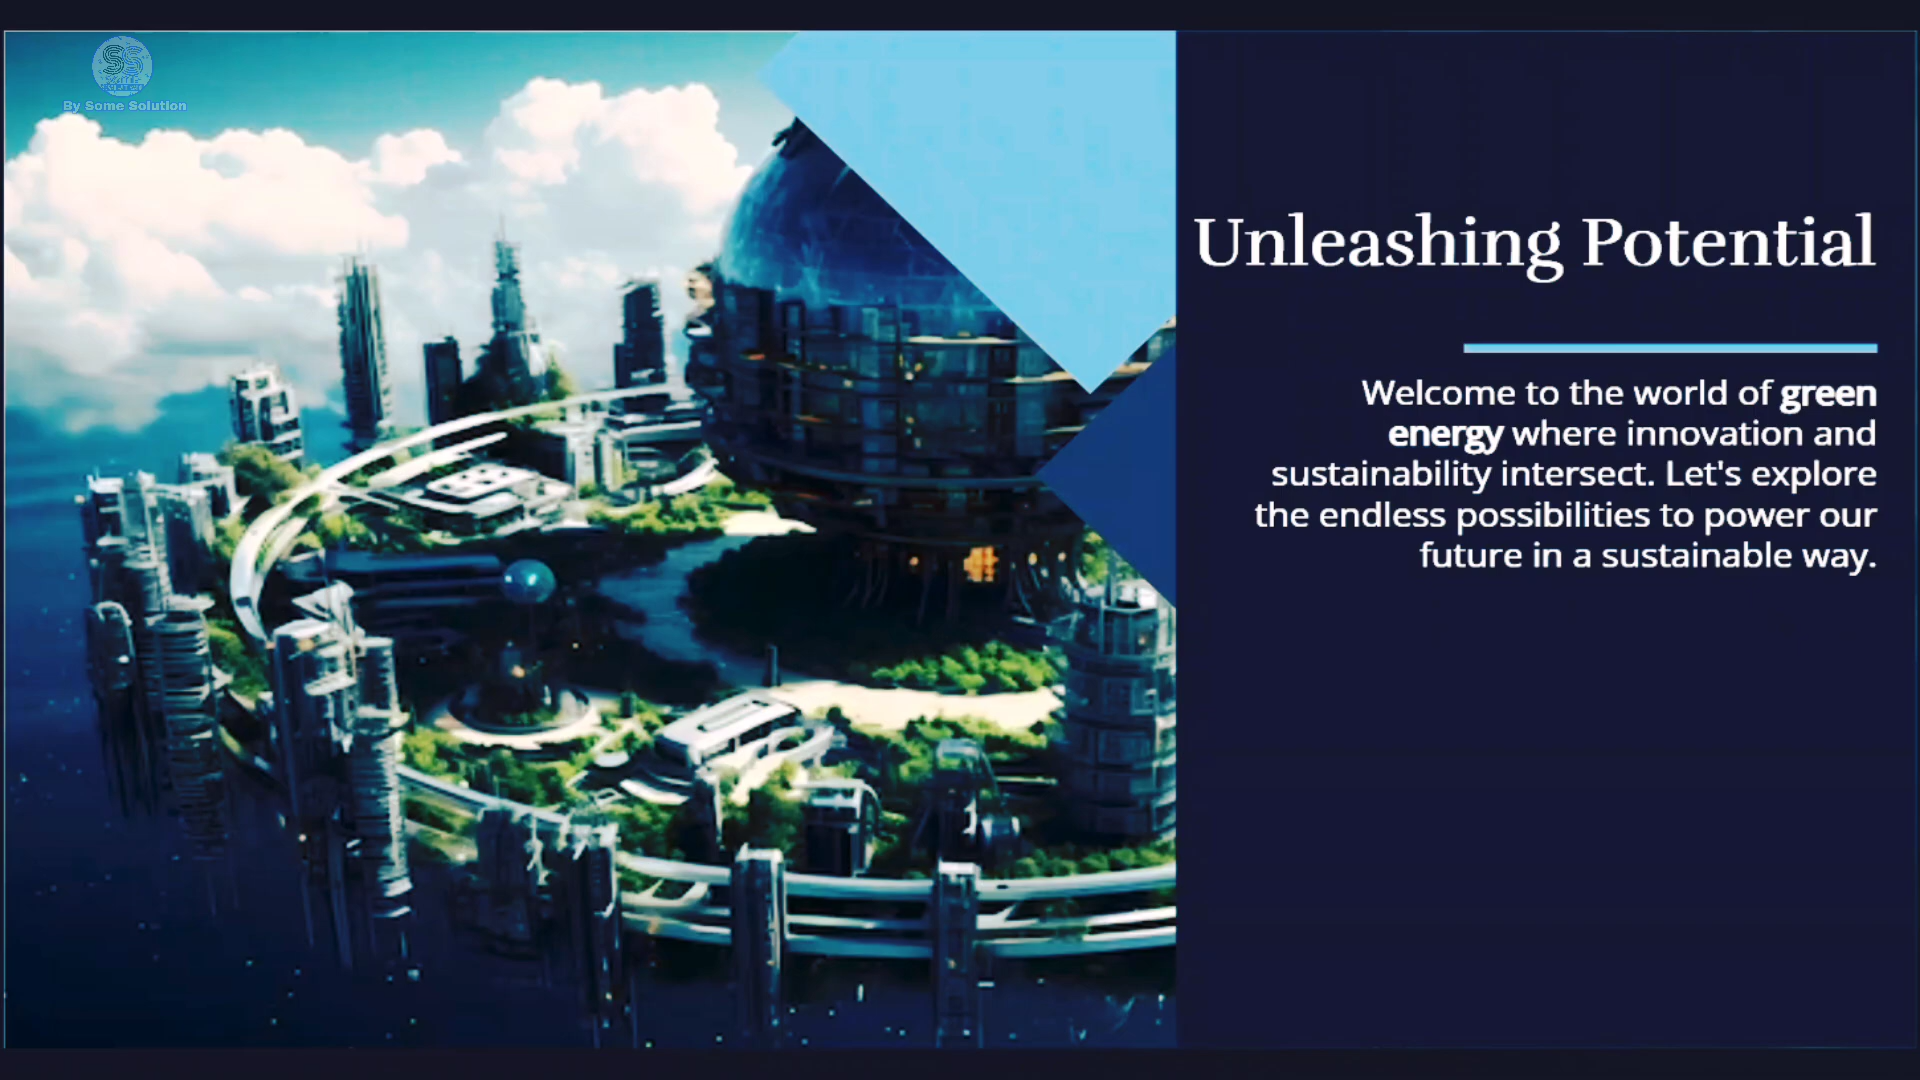 SS
By Some Solution
Unleashing Potential
Welcome to the world of green
energy where innovation and
sustainability intersect. Let's explore
the endless possibilities to power our
future in a sustainable way.